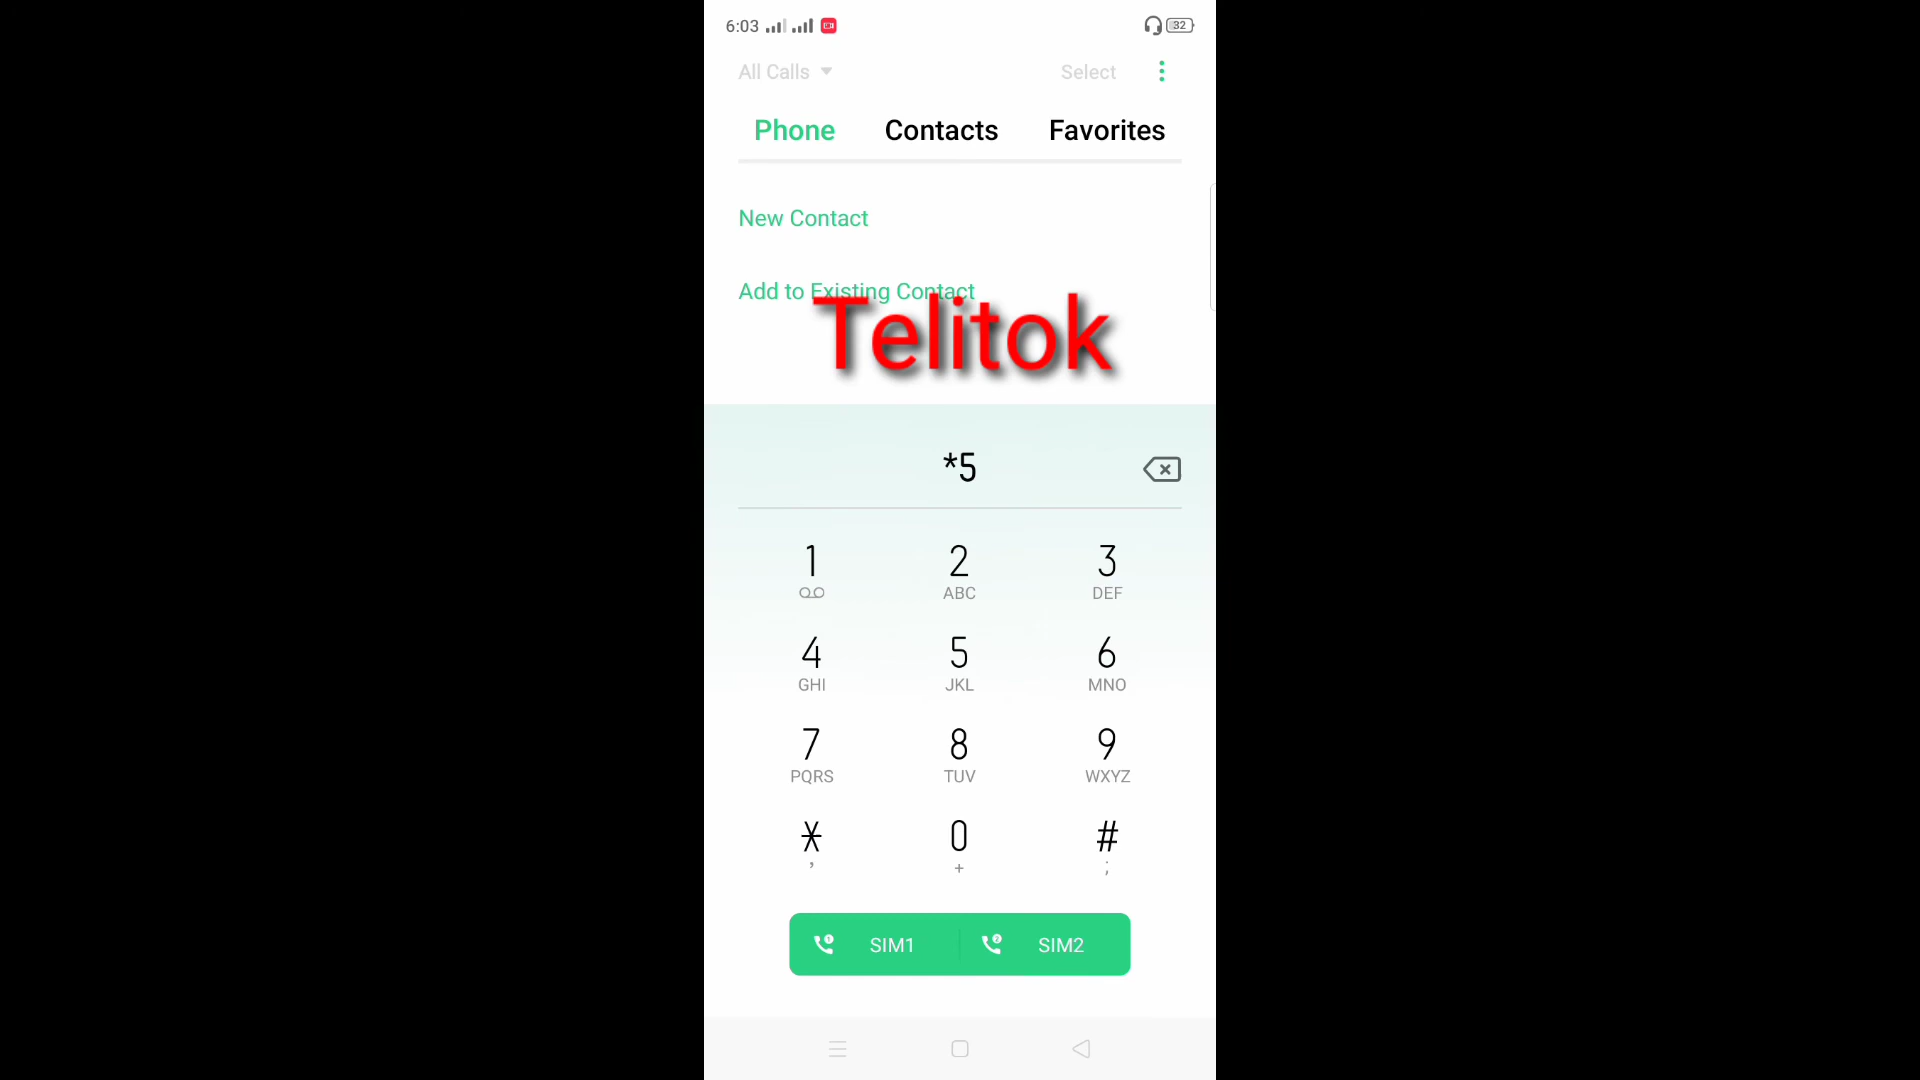 6:03
32
All Calls
Select
Phone Contacts Favorites
New Contact
Add to Existing Contact
Telitok
*5
1 2 3
ABC DEF
4 5 6
GHI JKL MNO
7 8 9
PQRS TUV WXYZ
* 0 #
, + ;
SIM1 SIM2